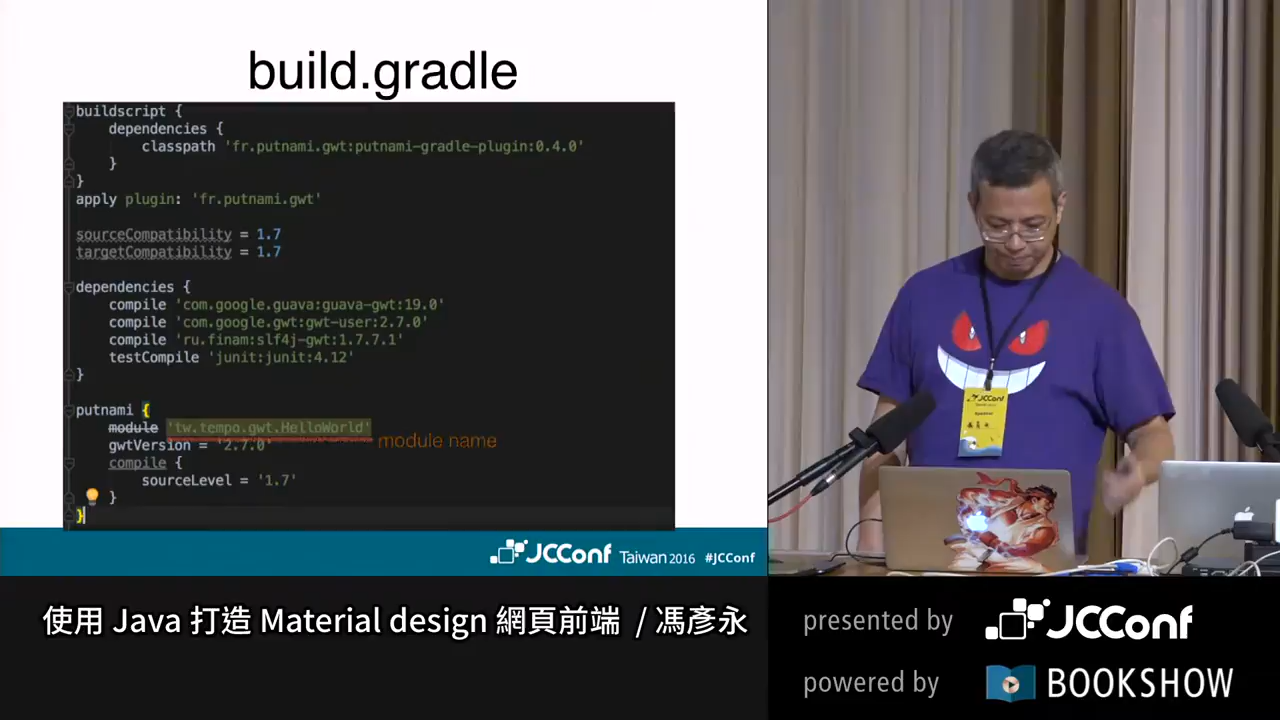 build.gradle
buildscript {
dependencies {
classpath 'fr.putnami.gwt:putnami-gradle-plugin:0.4.0'
}
}
apply plugin: 'fr.putnami.gwt'
sourceCompatibility = 1.7
targetCompatibility = 1.7
dependencies {
compile 'com.google.guava:guava-gwt:19.0'
compile 'com.google.gwt:gwt-user:2.7.0'
compile 'ru.finam:slf4j-gwt:1.7.7.1'
testCompile 'junit:junit:4.12'
}
putnami {
module 'tw.tempo.gwt.HelloWorld'
gwtVersion = '2.7.0'
module name
compile {
sourceLevel = '1.7'
}
}
JCConf Taiwan 2016 #JCConf
JCConf
使用 Java 打造 Material design 網頁前端 / 馮彥永
presented by JCConf
powered by BOOKSHOW